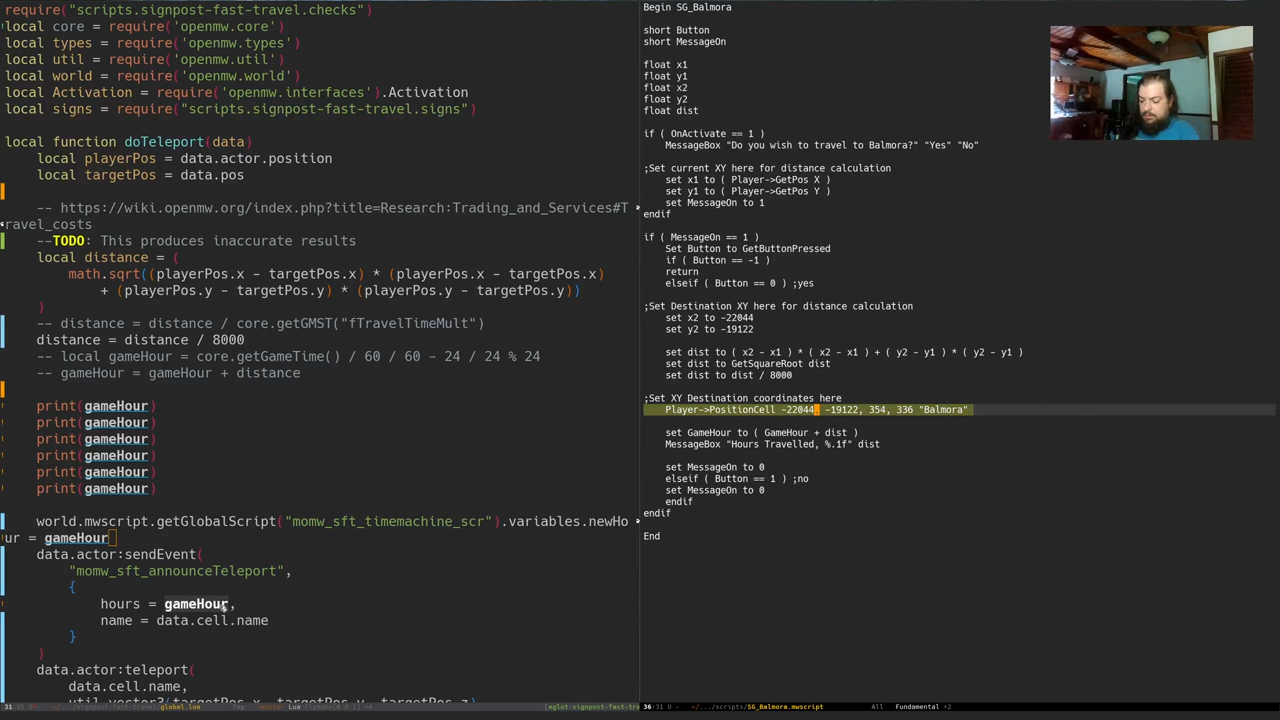 require("scripts.signpost-fast-travel.checks")
local core = require('openmw.core')
local types = require('openmw.types')
local util = require('openmw.util')
local world = require('openmw.world')
local Activation = require('openmw.interfaces').Activation
local signs = require("scripts.signpost-fast-travel.signs")
local function doTeleport(data)
local playerPos = data.actor.position
local targetPos = data.pos
-- https://wiki.openmw.org/index.php?title=Research:Trading_and_Services#T
ravel_costs
--TODO: This produces inaccurate results
local distance = (
math.sqrt((playerPos.x - targetPos.x) * (playerPos.x - targetPos.x)
+ (playerPos.y - targetPos.y) * (playerPos.y - targetPos.y))
)
-- distance = distance / core.getGMST("fTravelTimeMult")
distance = distance / 8000
-- local gameHour = core.getGameTime() / 60 / 60 - 24 / 24 % 24
-- gameHour = gameHour + distance
print(gameHour)
print(gameHour)
print(gameHour)
print(gameHour)
print(gameHour)
print(gameHour)
world.mwscript.getGlobalScript("momw_sft_timemachine_scr").variables.newHo
ur = gameHour
data.actor:sendEvent(
"momw_sft_announceTeleport",
{
hours = gameHour,
name = data.cell.name
}
)
data.actor:teleport(
data.cell.name,
util.vector3(targetPos.x, targetPos.y, targetPos.z)
Begin SG_Balmora
short Button
short MessageOn
float x1
float y1
float x2
float y2
float dist
if ( OnActivate == 1 )
MessageBox "Do you wish to travel to Balmora?" "Yes" "No"
;Set current XY here for distance calculation
set x1 to ( Player->GetPos X )
set y1 to ( Player->GetPos Y )
set MessageOn to 1
endif
if ( MessageOn == 1 )
Set Button to GetButtonPressed
if ( Button == -1 )
return
elseif ( Button == 0 ) ;yes
;Set Destination XY here for distance calculation
set x2 to -22044
set y2 to -19122
set dist to ( x2 - x1 ) * ( x2 - x1 ) + ( y2 - y1 ) * ( y2 - y1 )
set dist to GetSquareRoot dist
set dist to dist / 8000
;Set XY Destination coordinates here
Player->PositionCell -22044, -19122, 354, 336 "Balmora"
set GameHour to ( GameHour + dist )
MessageBox "Hours Travelled, %.1f" dist
set MessageOn to 0
elseif ( Button == 1 ) ;no
set MessageOn to 0
endif
endif
End
36:31 U - ~/.../scripts/SG_Balmora.mwscript All Fundamental +2